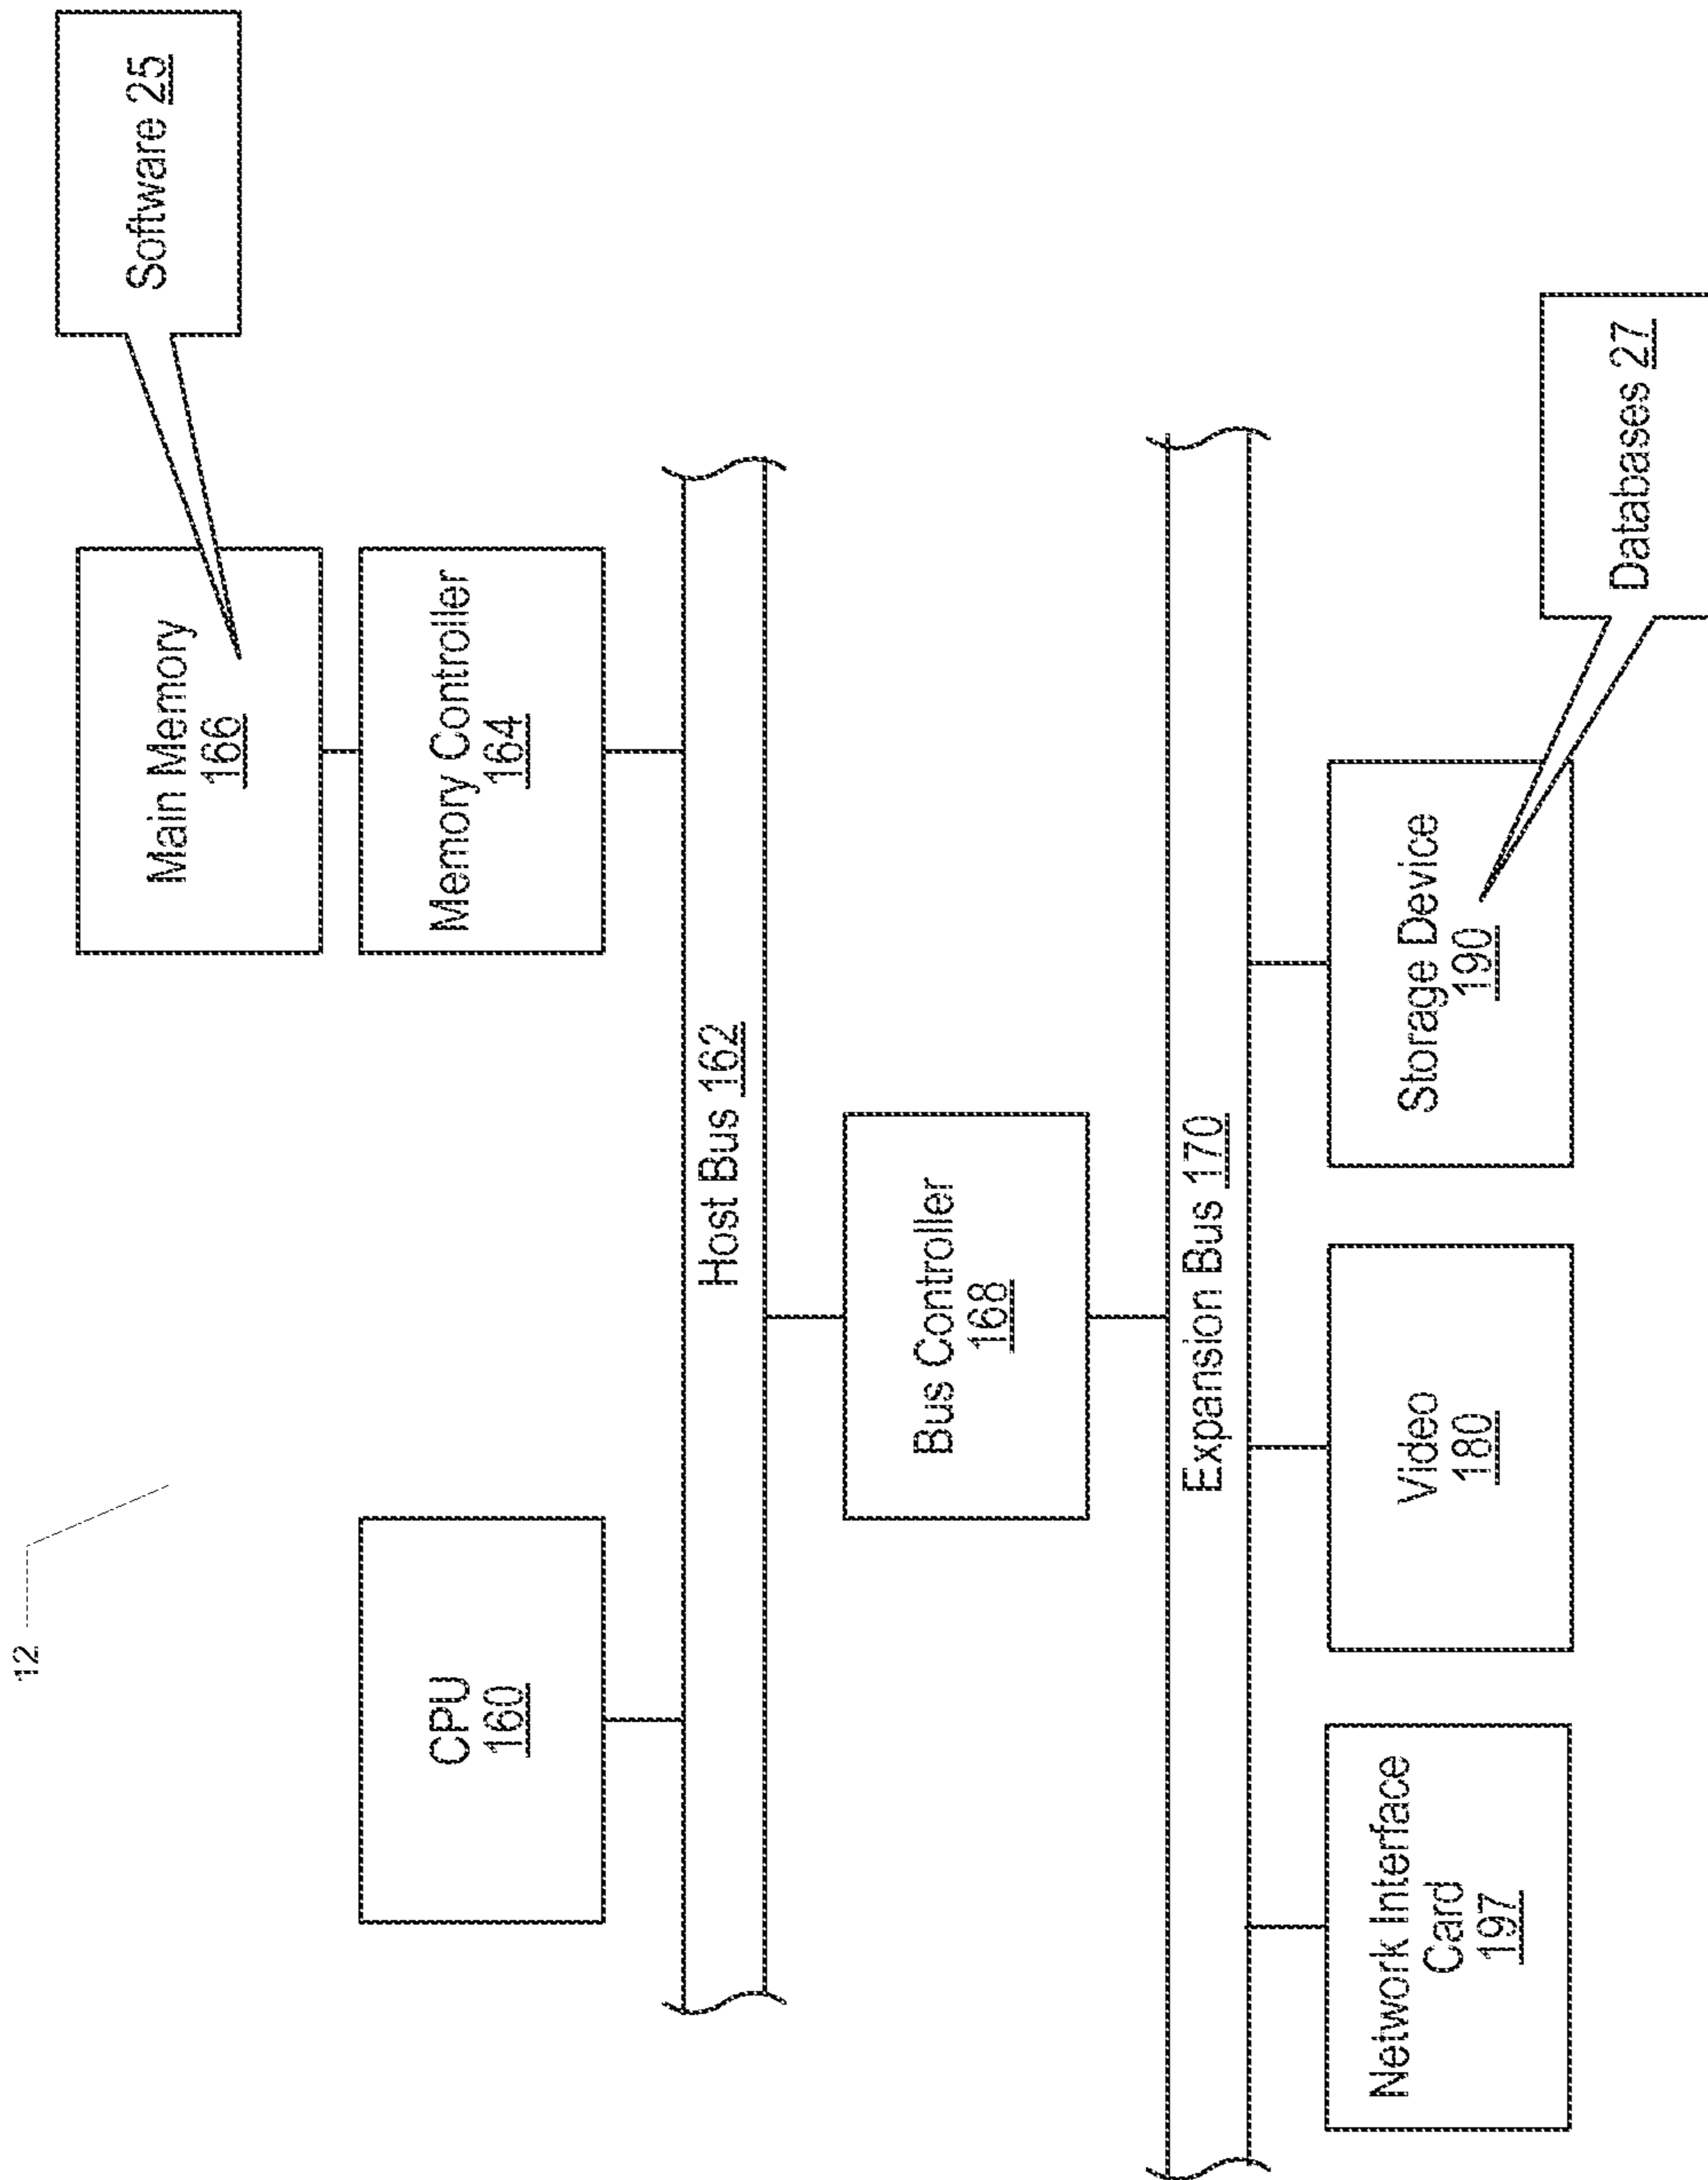 12
Software 25
Main Memory
166
CPU
160
Memory Controller
164
Host Bus 162
Bus Controller
168
Expansion Bus 170
Network Interface
Card
197
Video
180
Storage Device
190
Databases 27